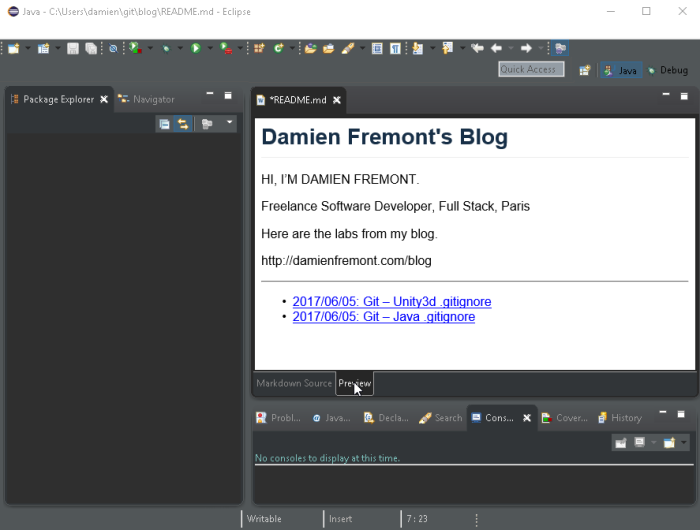 Java - C:\Users\damien\git\blog\README.md - Eclipse
Quick Access
Java
Debug
Package Explorer
Navigator
*README.md
Damien Fremont's Blog
HI, I'M DAMIEN FREMONT.
Freelance Software Developer, Full Stack, Paris
Here are the labs from my blog.
http://damienfremont.com/blog
• 2017/06/05: Git – Unity3d .gitignore
• 2017/06/05: Git – Java .gitignore
Markdown Source
Preview
Probl...
Java...
Decla...
Search
Cons...
Cover...
History
No consoles to display at this time.
Writable
Insert
7 : 23